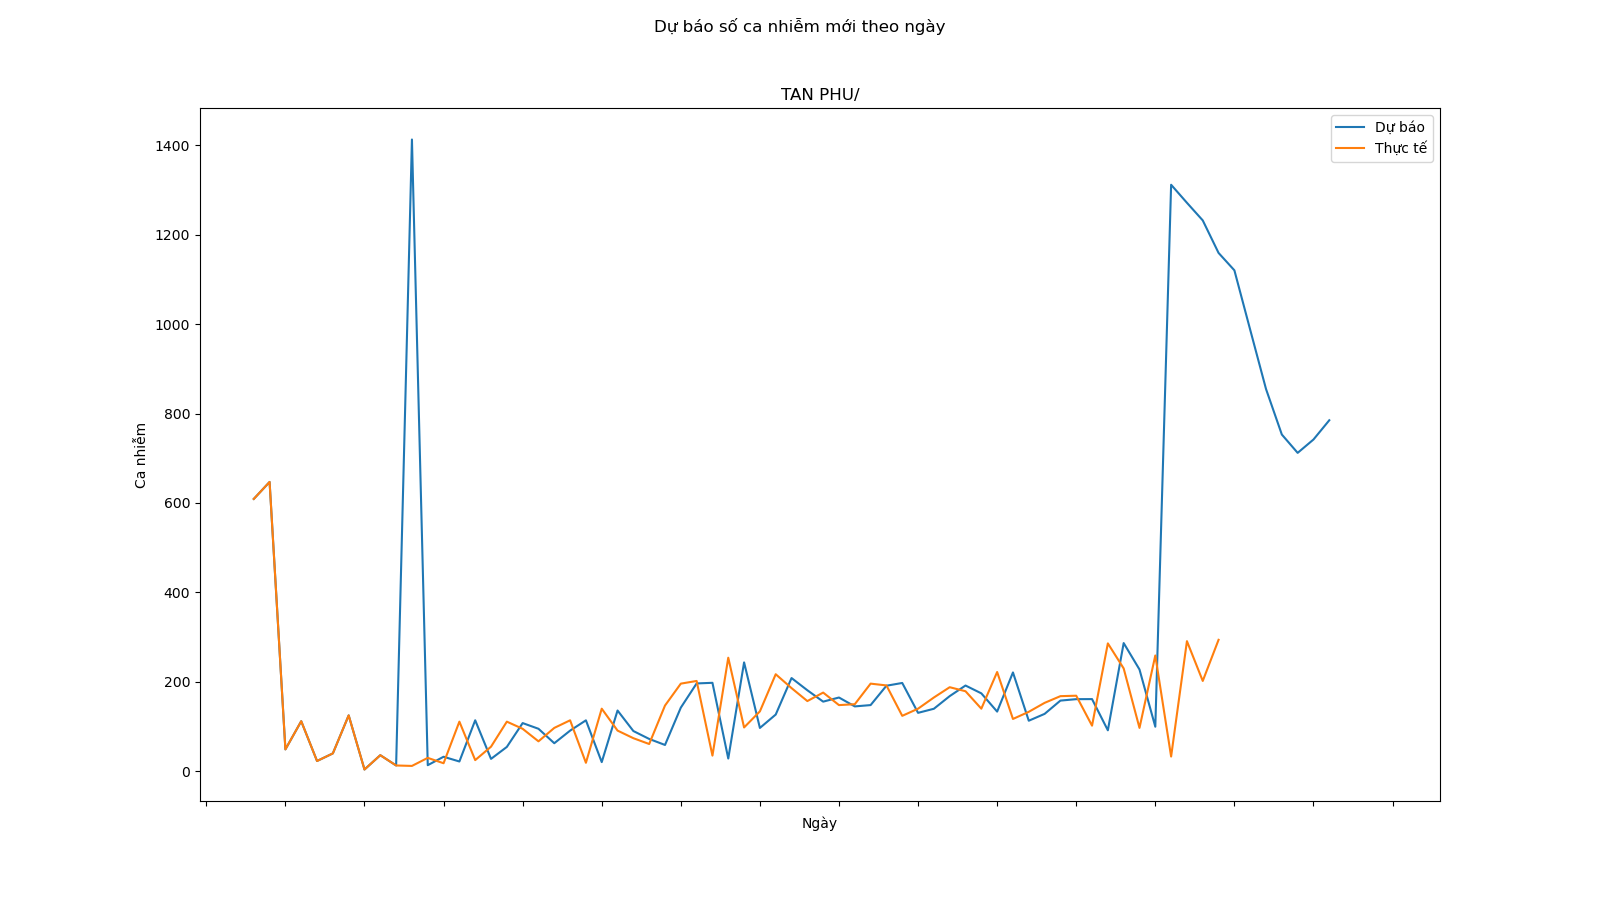 Dự báo số ca nhiễm mới theo ngày
TAN PHU/
Dự báo
Thực tế
1400
1200
1000
800
600
400
200
0
Ca nhiễm
Ngày